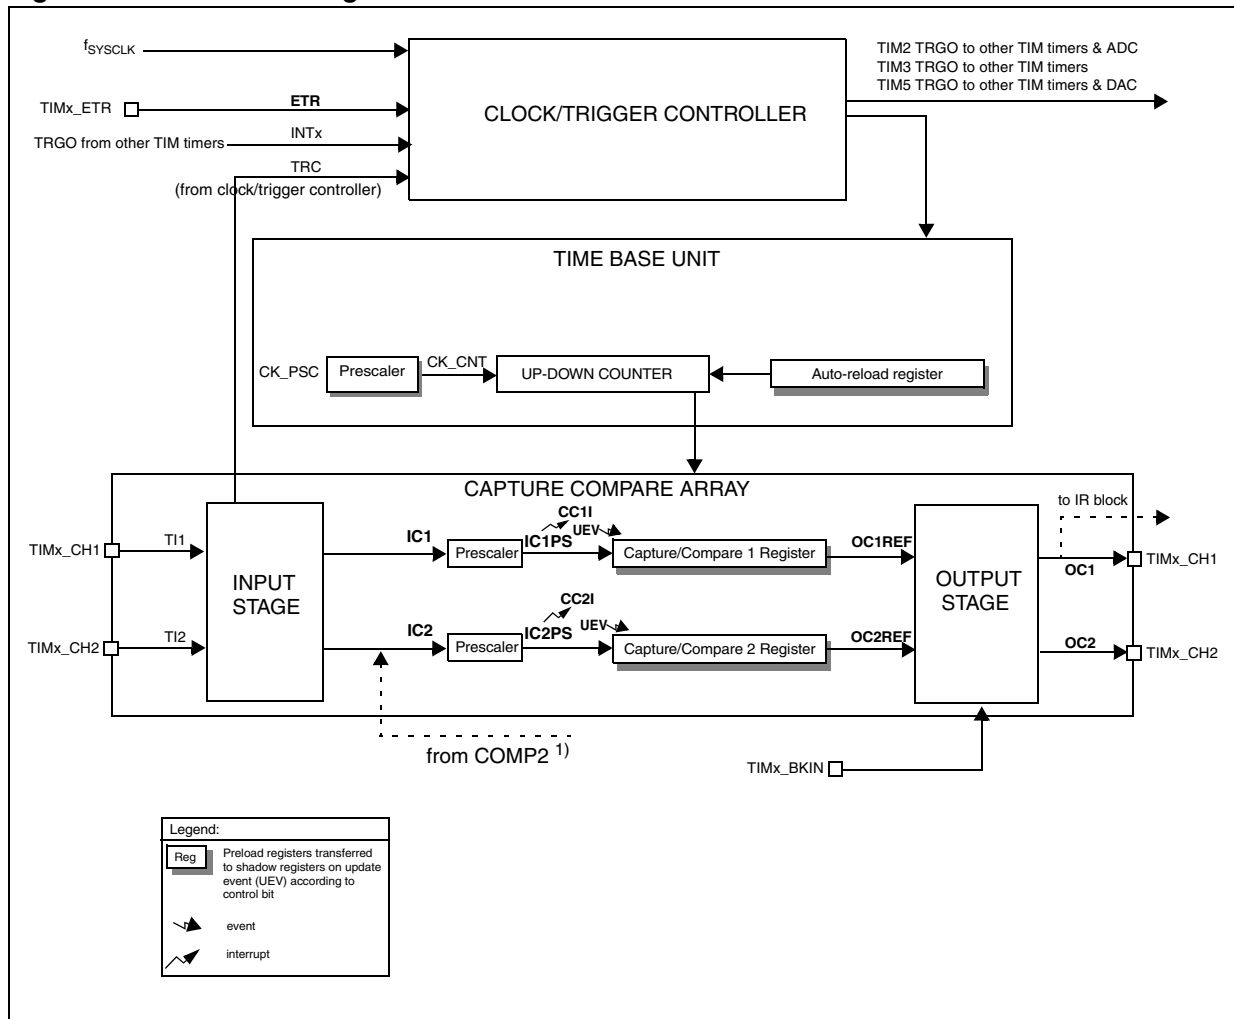 fSYSCLK
TIM2 TRGO to other TIM timers & ADC
TIM3 TRGO to other TIM timers
TIM5 TRGO to other TIM timers & DAC
TIMx_ETR
ETR
CLOCK/TRIGGER CONTROLLER
INTx
TRGO from other TIM timers
TRC
(from clock/trigger controller)
TIME BASE UNIT
CK_PSC
Prescaler
CK_CNT
UP-DOWN COUNTER
Auto-reload register
CAPTURE COMPARE ARRAY
to IR block
CC1I
UEV
TIMx_CH1
TI1
IC1
Prescaler
IC1PS
Capture/Compare 1 Register
OC1REF
OC1
TIMx_CH1
INPUT
STAGE
OUTPUT
STAGE
CC2I
UEV
TIMx_CH2
TI2
IC2
Prescaler
IC2PS
Capture/Compare 2 Register
OC2REF
OC2
TIMx_CH2
from COMP2 1)
TIMx_BKIN
Legend:
Reg
Preload registers transferred
to shadow registers on update
event (UEV) according to
control bit
event
interrupt